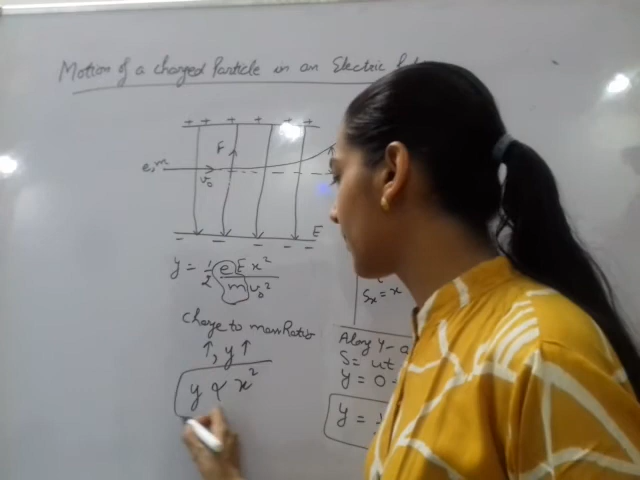 Motion of a charged Particle in an Electric
+ + + + + +
F
e, m
v₀
E
- - - - -
y = 1/2 e E x² / m v₀²
Charge to mass Ratio
↑, y ↑
y ∝ x²
Sx = x
Along Y-a
S = ut
y = 0
y = 1